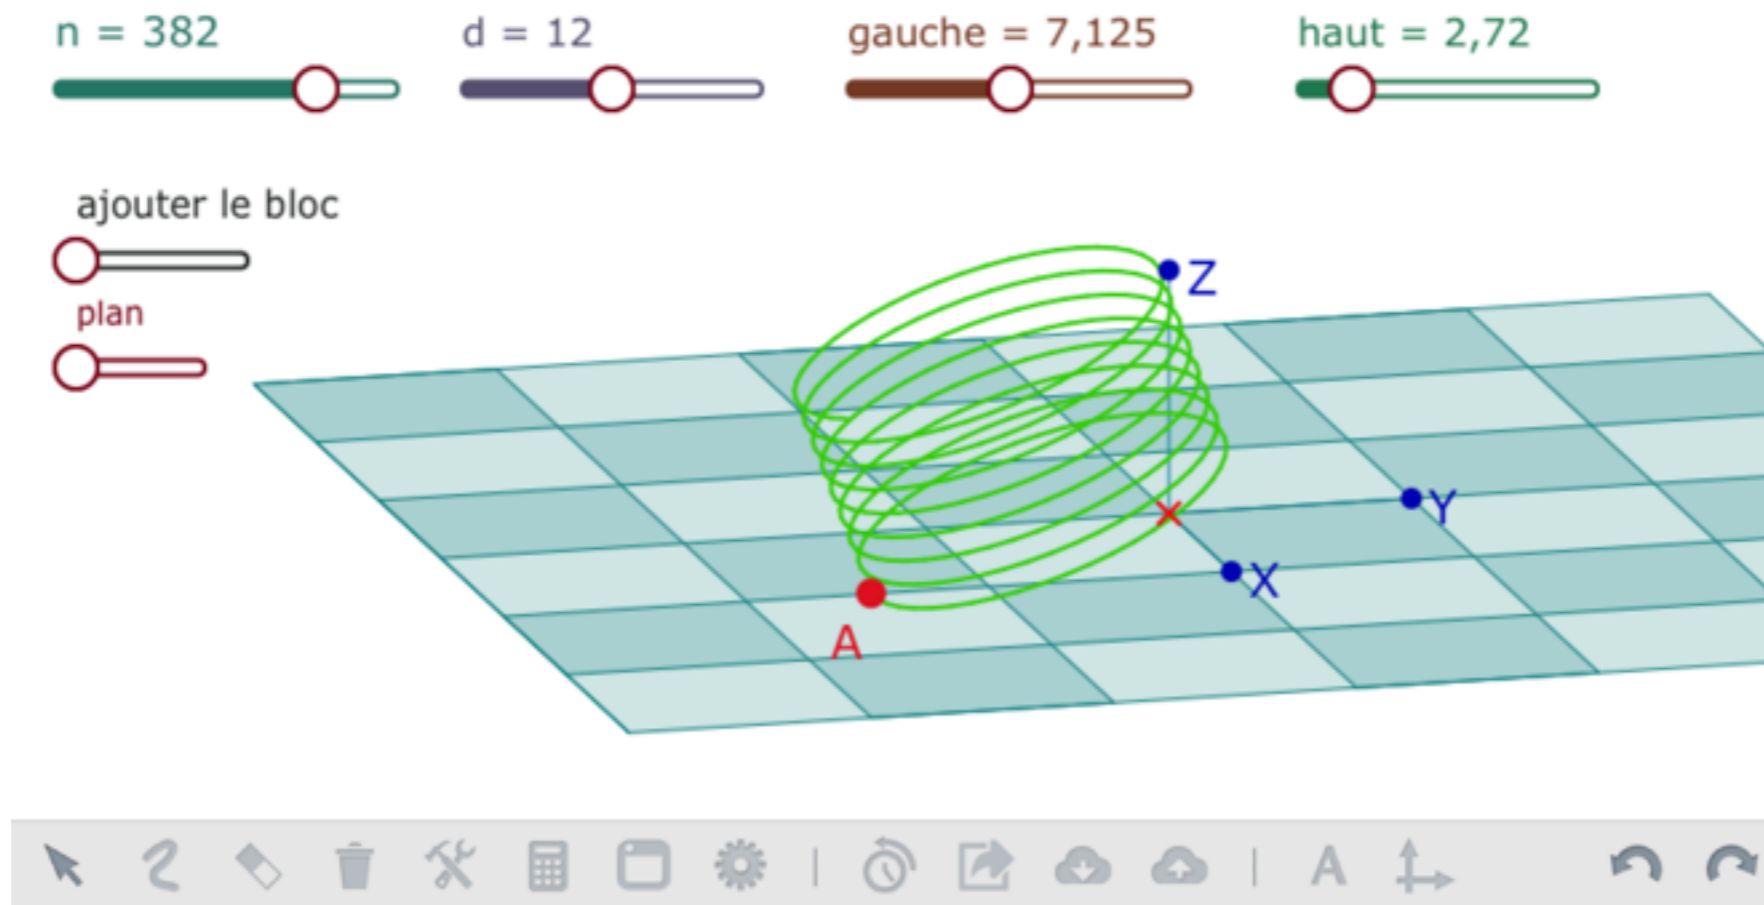 n = 382
d = 12
gauche = 7,125
haut = 2,72
ajouter le bloc
plan
Z
Y
X
A
A